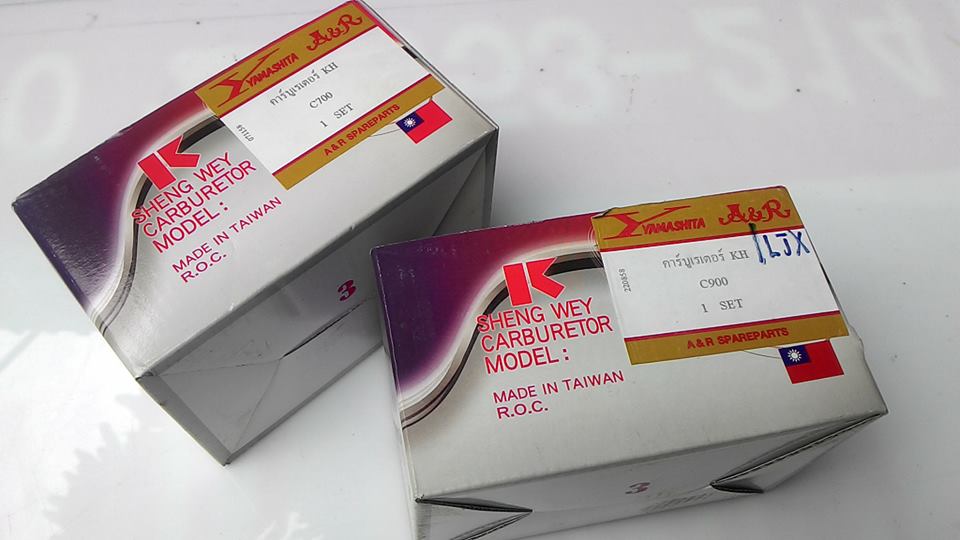 YAMASHITA A&R
คาร์บูเรเตอร์ KH
C700
1 SET
A&R SPAREPARTS
K
SHENG WEY
CARBURETOR
MODEL :
MADE IN TAIWAN
R.O.C.
3
YAMASHITA A&R
คาร์บูเรเตอร์ KH
C900
1 SET
220858
A&R SPAREPARTS
K
SHENG WEY
CARBURETOR
MODEL :
MADE IN TAIWAN
R.O.C.
3